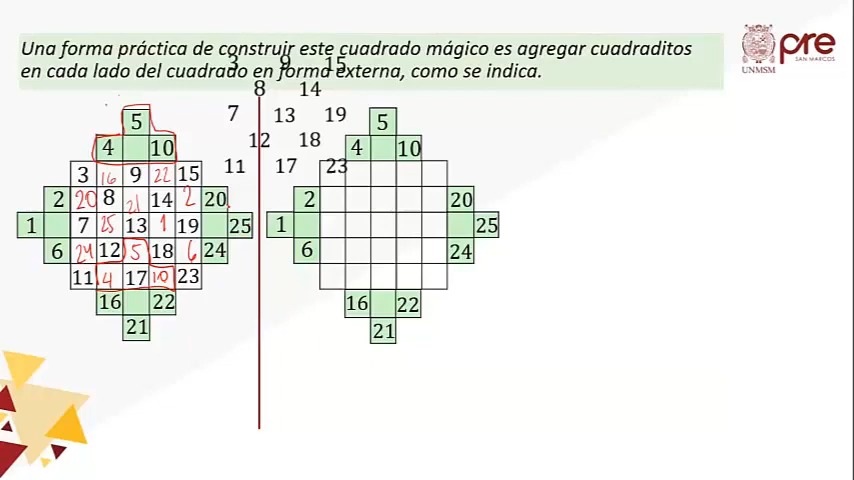 Una forma práctica de construir este cuadrado mágico es agregar cuadraditos
en cada lado del cuadrado en forma externa, como se indica.
UNMSM
pre
SAN MARCOS
3 9 15
8 14
7 13 19
12 18
11 17 23
5
4 10
3 16 9 22 15
2 20 8 21 14 2 20
1 7 25 13 1 19 25
6 24 12 5 18 6 24
11 4 17 10 23
16 22
21
5
4 10
2 20
1 25
6 24
16 22
21